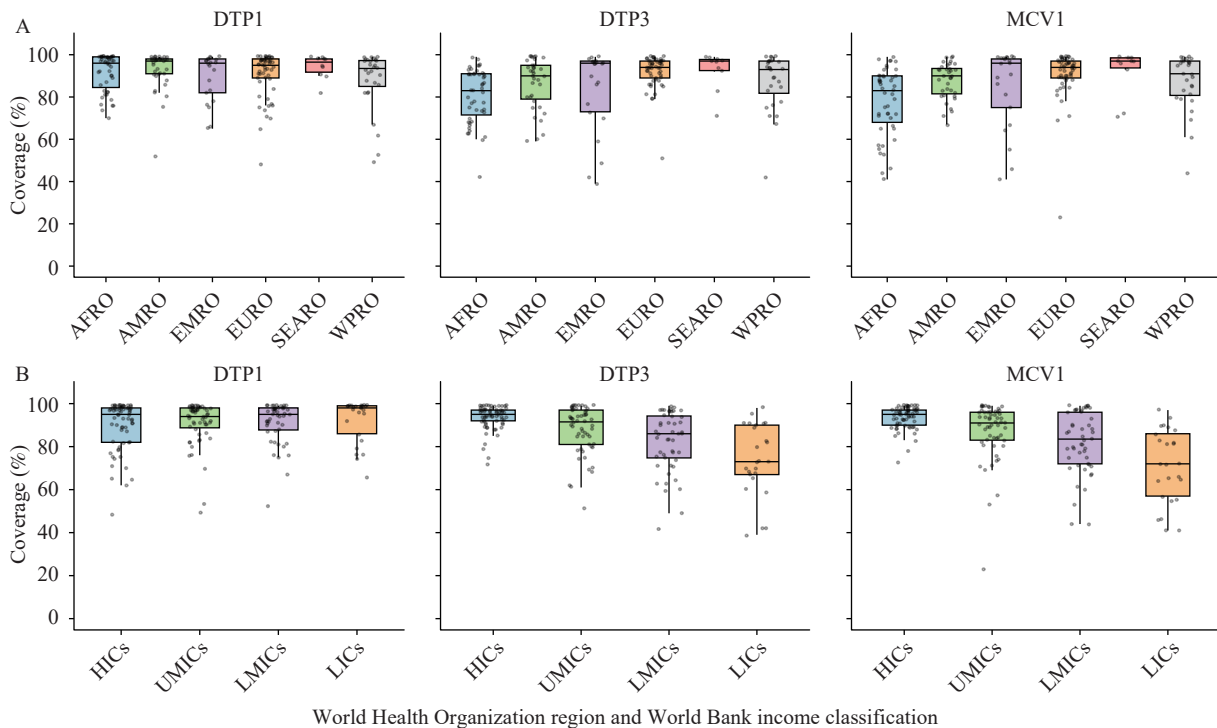 A
DTP1 DTP3 MCV1
Coverage (%)
100
80
60
40
20
0
AFRO AMRO EMRO EURO SEARO WPRO AFRO AMRO EMRO EURO SEARO WPRO AFRO AMRO EMRO EURO SEARO WPRO
B
DTP1 DTP3 MCV1
Coverage (%)
100
80
60
40
20
0
HICs UMICs LMICs LICs HICs UMICs LMICs LICs HICs UMICs LMICs LICs
World Health Organization region and World Bank income classification